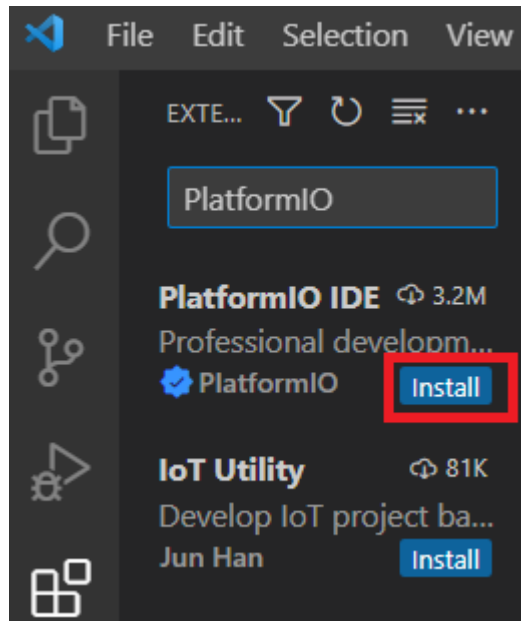 File Edit Selection View
EXTE...
PlatformIO
PlatformIO IDE 3.2M
Professional developm...
PlatformIO Install
IoT Utility 81K
Develop IoT project ba...
Jun Han Install